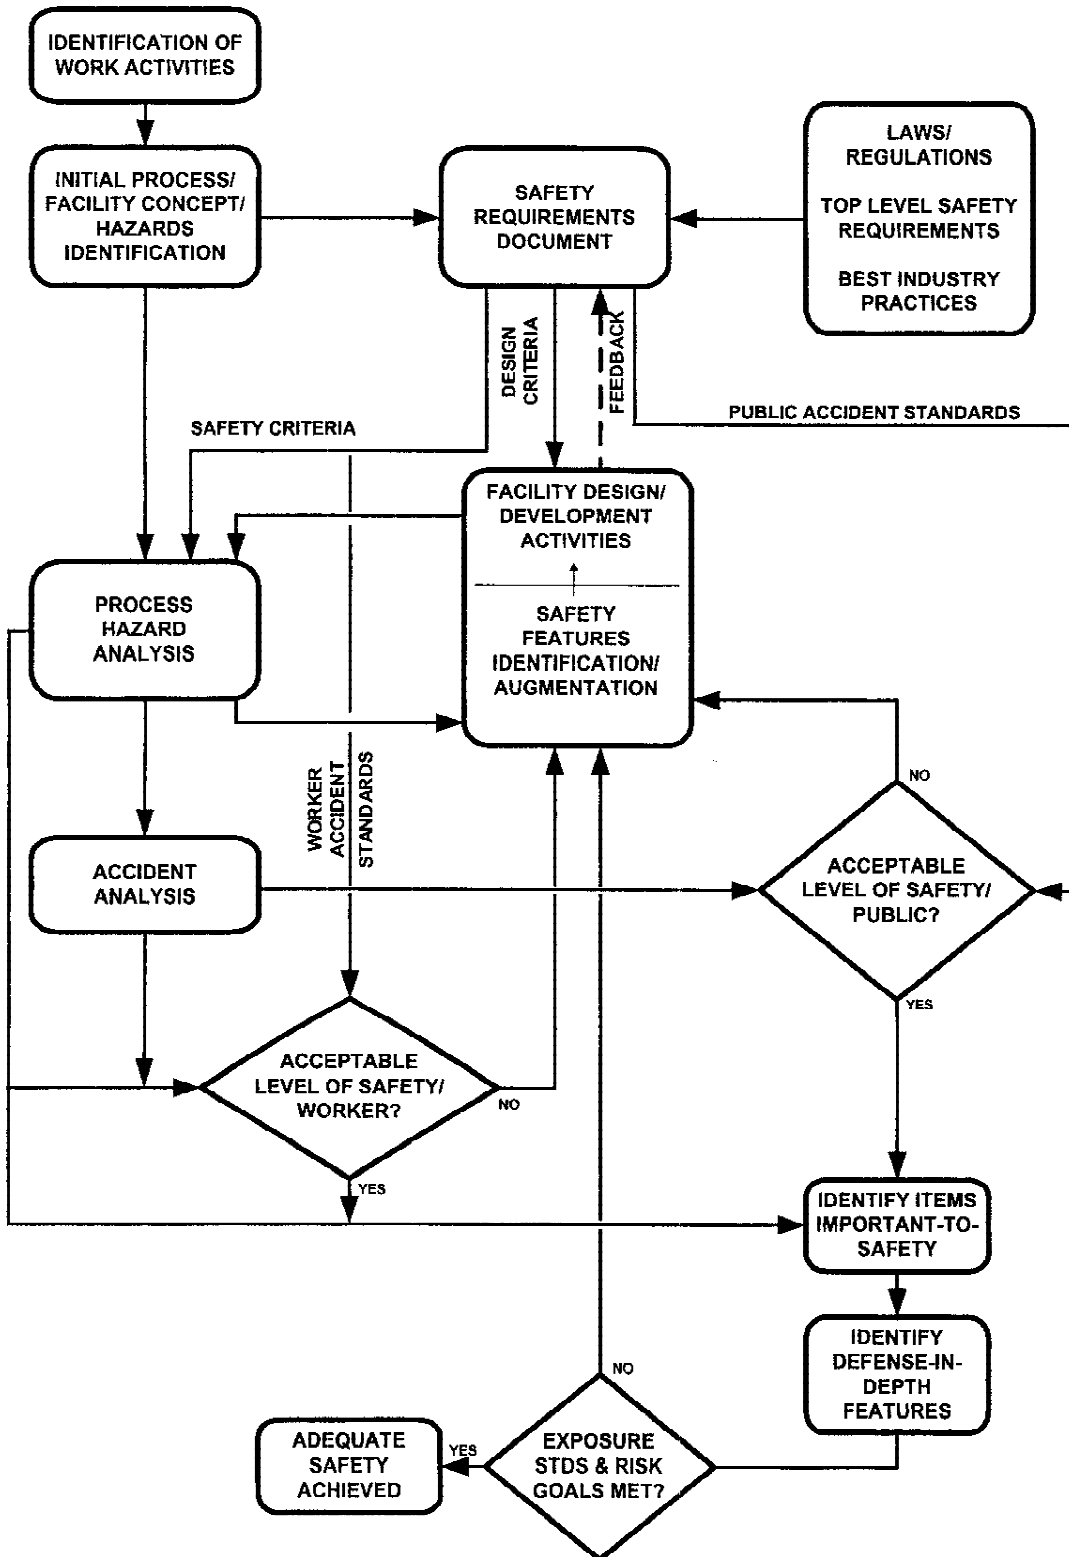 IDENTIFICATION OF
WORK ACTIVITIES
INITIAL PROCESS/
FACILITY CONCEPT/
HAZARDS
IDENTIFICATION
SAFETY
REQUIREMENTS
DOCUMENT
LAWS/
REGULATIONS
TOP LEVEL SAFETY
REQUIREMENTS
BEST INDUSTRY
PRACTICES
DESIGN
CRITERIA
FEEDBACK
PUBLIC ACCIDENT STANDARDS
SAFETY CRITERIA
FACILITY DESIGN/
DEVELOPMENT
ACTIVITIES
SAFETY
FEATURES
IDENTIFICATION/
AUGMENTATION
PROCESS
HAZARD
ANALYSIS
WORKER
ACCIDENT
STANDARDS
NO
ACCEPTABLE
LEVEL OF SAFETY/
PUBLIC?
YES
ACCIDENT
ANALYSIS
ACCEPTABLE
LEVEL OF SAFETY/
WORKER?
NO
YES
IDENTIFY ITEMS
IMPORTANT-TO-
SAFETY
IDENTIFY
DEFENSE-IN-
DEPTH
FEATURES
NO
EXPOSURE
STDS & RISK
GOALS MET?
YES
ADEQUATE
SAFETY
ACHIEVED